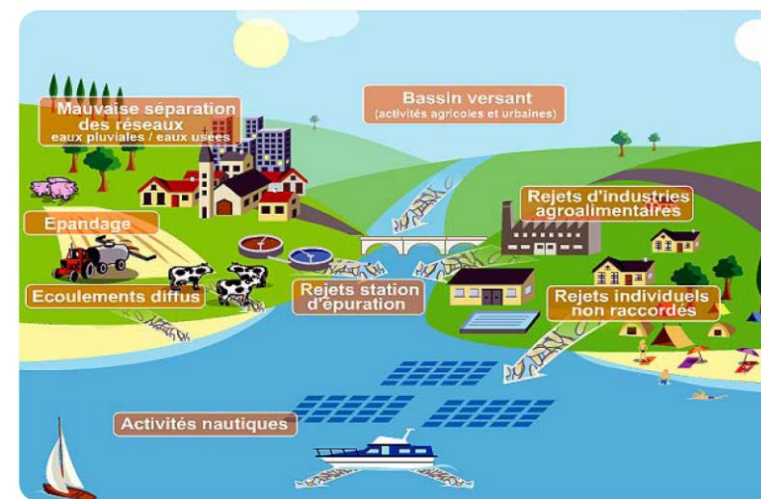 Mauvaise séparation
des réseaux
eaux pluviales / eaux usées
Bassin versant
(activités agricoles et urbaines)
Rejets d'industries
agroalimentaires
Epandage
Ecoulements diffus
Rejets station
d'épuration
Rejets individuels
non raccordés
Activités nautiques